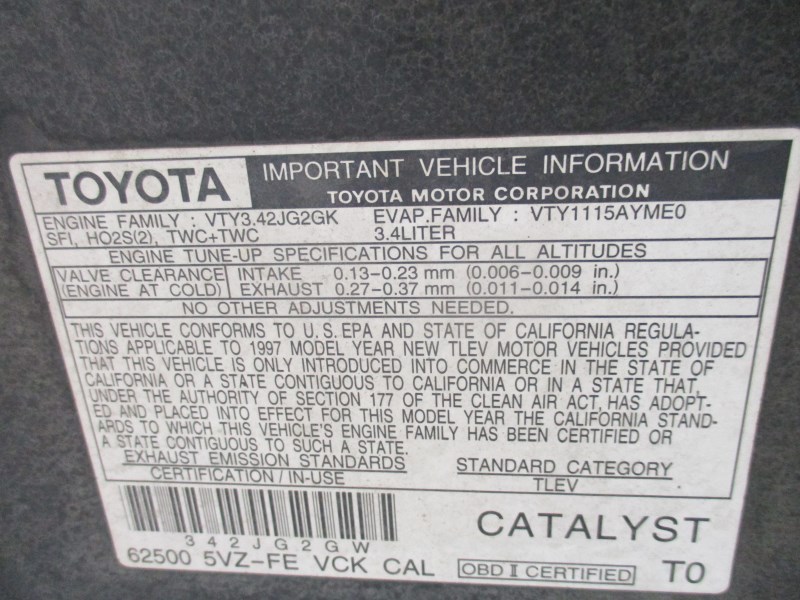 TOYOTA IMPORTANT VEHICLE INFORMATION
TOYOTA MOTOR CORPORATION
ENGINE FAMILY : VTY3.42JG2GK EVAP.FAMILY : VTY1115AYME0
SFI, HO2S(2), TWC+TWC 3.4LITER
ENGINE TUNE-UP SPECIFICATIONS FOR ALL ALTITUDES
VALVE CLEARANCE INTAKE 0.13-0.23 mm (0.006-0.009 in.)
(ENGINE AT COLD) EXHAUST 0.27-0.37 mm (0.011-0.014 in.)
NO OTHER ADJUSTMENTS NEEDED.
THIS VEHICLE CONFORMS TO U.S.EPA AND STATE OF CALIFORNIA REGULA-
TIONS APPLICABLE TO 1997 MODEL YEAR NEW TLEV MOTOR VEHICLES PROVIDED
THAT THIS VEHICLE IS ONLY INTRODUCED INTO COMMERCE IN THE STATE OF
CALIFORNIA OR A STATE CONTIGUOUS TO CALIFORNIA OR IN A STATE THAT,
UNDER THE AUTHORITY OF SECTION 177 OF THE CLEAN AIR ACT, HAS ADOPT-
ED AND PLACED INTO EFFECT FOR THIS MODEL YEAR THE CALIFORNIA STAND-
ARDS TO WHICH THIS VEHICLE'S ENGINE FAMILY HAS BEEN CERTIFIED OR
A STATE CONTIGUOUS TO SUCH A STATE.
EXHAUST EMISSION STANDARDS STANDARD CATEGORY
CERTIFICATION/IN-USE TLEV
342JG2GW CATALYST
62500 5VZ-FE VCK CAL OBD II CERTIFIED T0